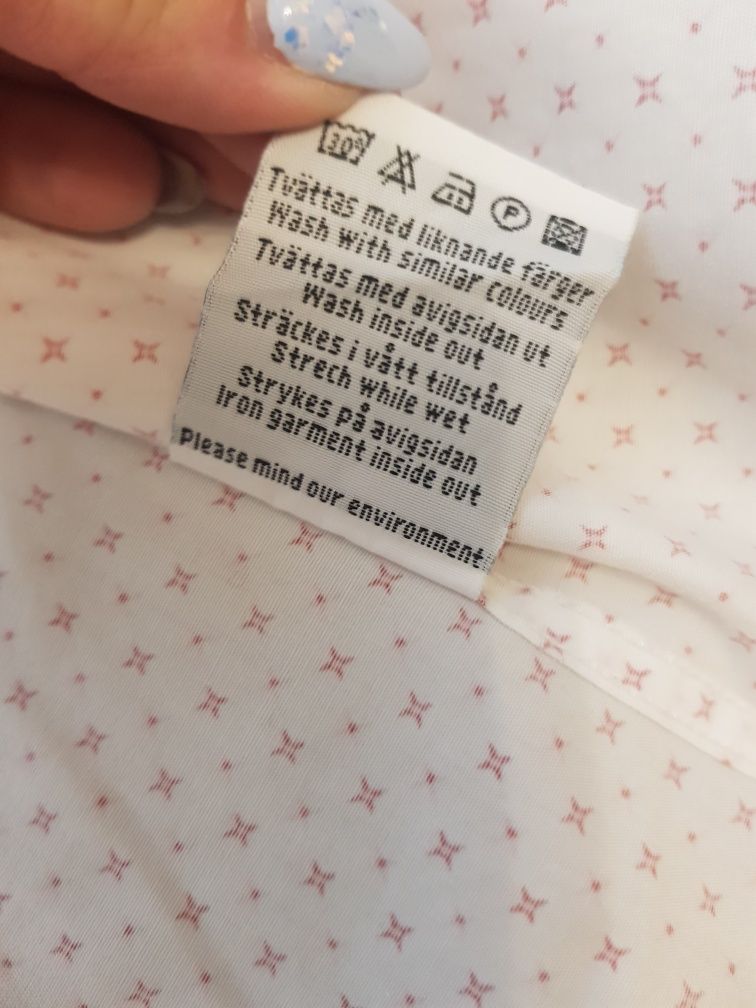 30°
P
Tvättas med liknande färger
Wash with similar colours
Tvättas med avigsidan ut
Wash inside out
Sträckes i vått tillstånd
Strech while wet
Strykes på avigsidan
Iron garment inside out
Please mind our environment